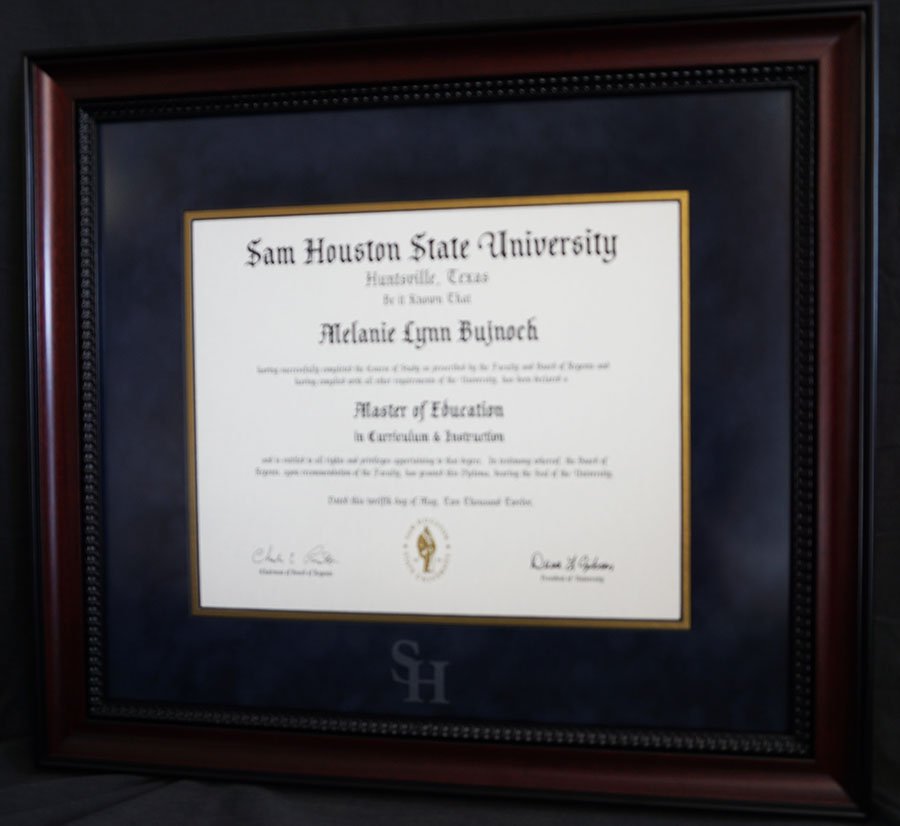 Sam Houston State University
Huntsville, Texas
Be it Known That
Melanie Lynn Bujnoch
having successfully completed the Course of Study as prescribed by the Faculty and Board of Regents and
having complied with all other requirements of the University, has been declared a
Master of Education
in Curriculum & Instruction
and is entitled to all rights and privileges appertaining to that degree. In testimony whereof, the Board of
Regents, upon recommendation of the Faculty, has granted this Diploma, bearing the Seal of the University.
Dated this twelfth day of May, Two Thousand Twelve.
SAM HOUSTON
STATE UNIVERSITY
Chairman of Board of Regents
President of University
SH